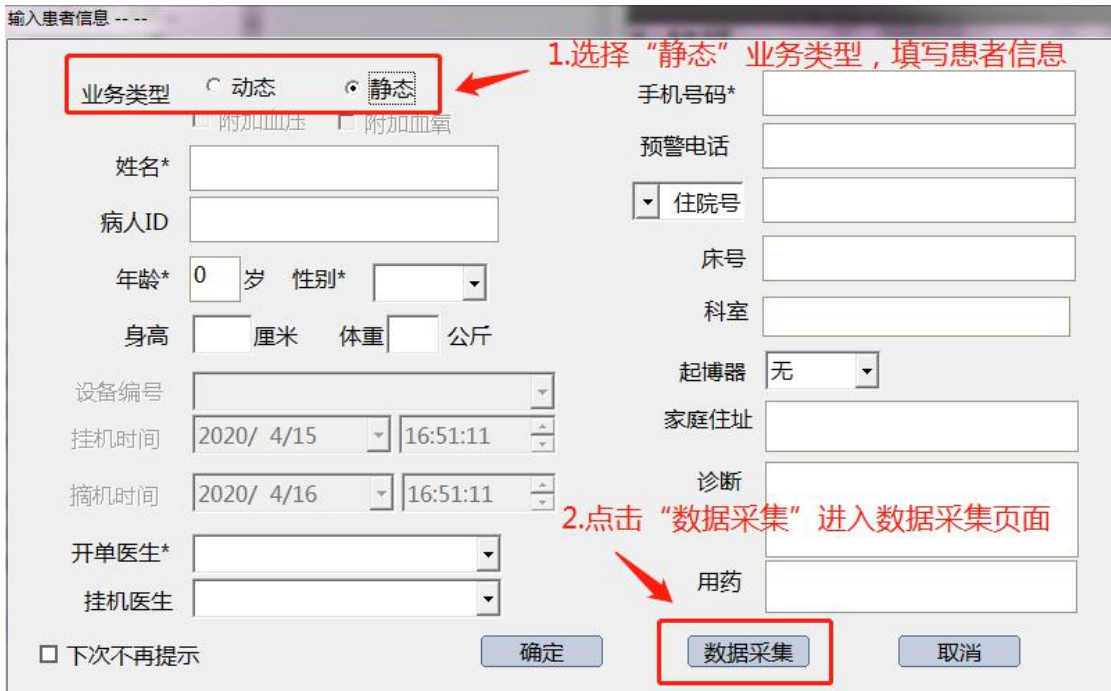 输入患者信息 -- --
1.选择“静态”业务类型，填写患者信息
业务类型 动态 静态
附加血压 附加血氧
姓名*
病人ID
年龄* 0 岁 性别*
身高 厘米 体重 公斤
设备编号
挂机时间 2020/ 4/15 16:51:11
摘机时间 2020/ 4/16 16:51:11
开单医生*
挂机医生
下次不再提示
手机号码*
预警电话
住院号
床号
科室
起博器 无
家庭住址
诊断
2.点击“数据采集”进入数据采集页面
用药
确定 数据采集 取消